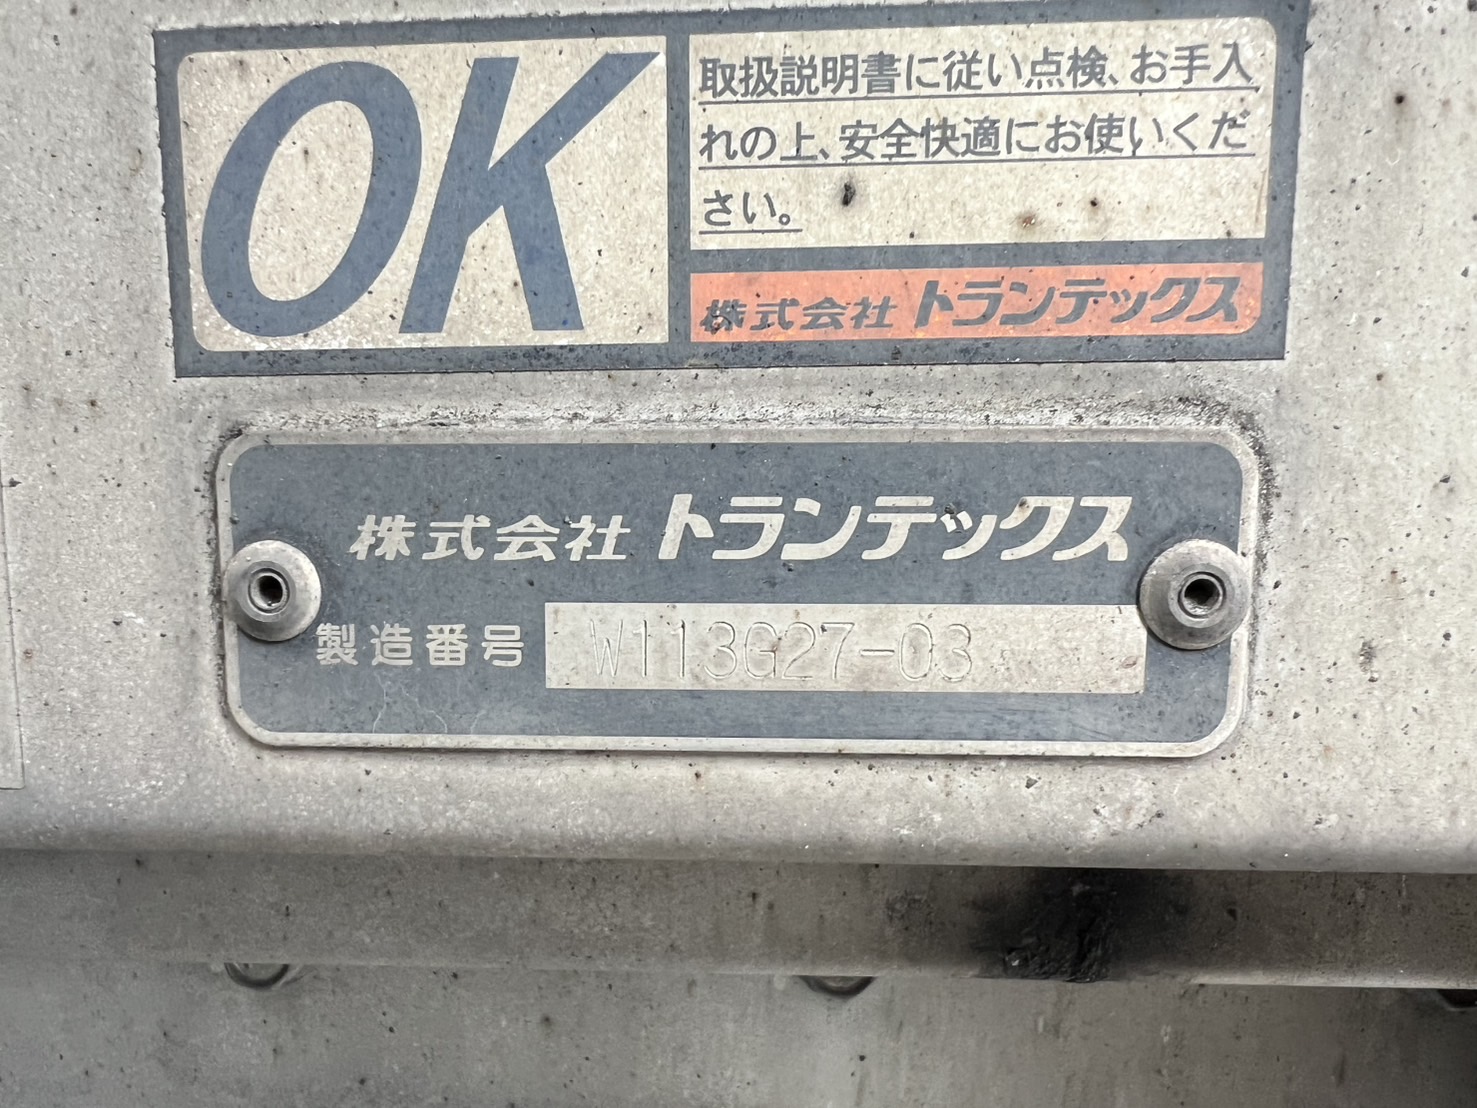 OK
取扱説明書に従い点検、お手入
れの上、安全快適にお使いくだ
さい。
株式会社 トランテックス
株式会社 トランテックス
製造番号 W113G27-03